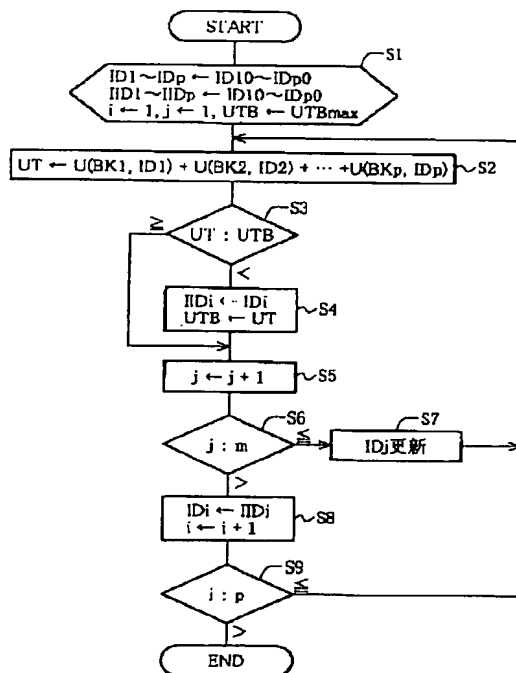 START
S1
ID1~IDp ← ID10~IDp0
IID1~IIDp ← ID10~IDp0
i ← 1, j ← 1, UTB ← UTBmax
UT ← U(BK1, ID1) + U(BK2, ID2) + ··· +U(BKp, IDp)
S2
S3
≧
UT : UTB
<
IIDi ← IDi
UTB ← UT
S4
j ← j + 1
S5
S6
j : m
≦
S7
IDj更新
>
IDi ← IIDj
i ← i + 1
S8
S9
i : p
≦
>
END